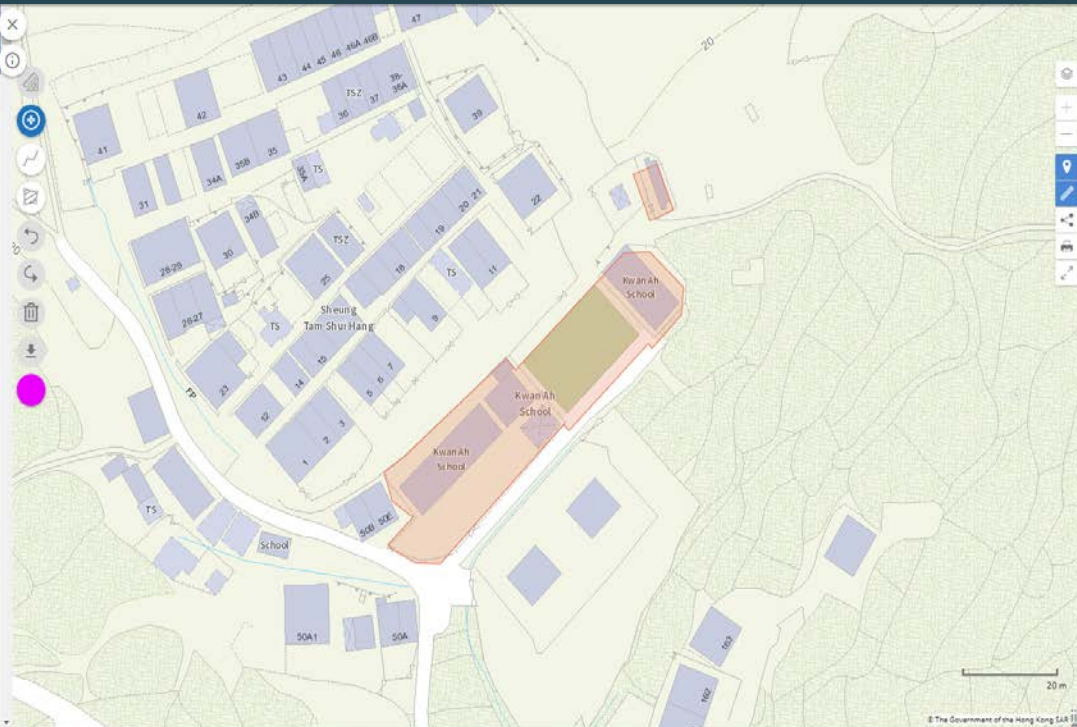 47
20
43 44 45 46 46A 46B
TSZ
36 37 38-
38A
42
39
41
35B 35
34A
35A
TS
31
34B
20 21
22
19
28-29
30
TSZ
25
18
TS
11
26-27
TS
Sheung
Tam Shui Hang
9
Kwan Ah
School
FP
23
15
14
5 6 7
12
1 2 3
Kwan Ah
School
Kwan Ah
School
TS
50B 50C
School
50A1
50A
163
162
20 m
© The Government of the Hong Kong SAR